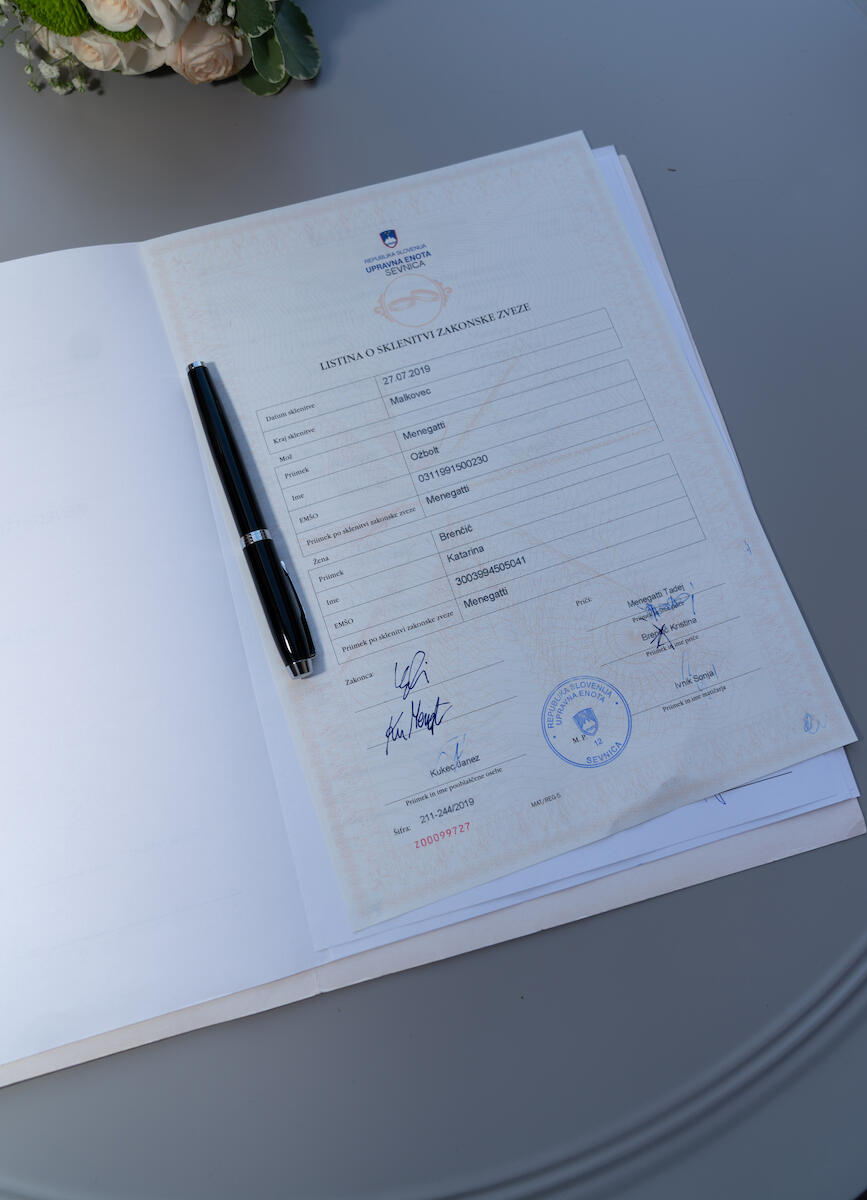 REPUBLIKA SLOVENIJA
UPRAVNA ENOTA
SEVNICA
LISTINA O SKLENITVI ZAKONSKE ZVEZE
Datum sklenitve 27.07.2019
Kraj sklenitve Malkovec
Mož
Priimek Menegatti
Ime Ožbolt
EMŠO 0311991500230
Priimek po sklenitvi zakonske zveze Menegatti
Žena
Priimek Brenčič
Ime Katarina
EMŠO 3003994505041
Priimek po sklenitvi zakonske zveze Menegatti
Zakonca:
Priči:
Menegatti Tadej
Priimek in ime priče
Brenčič Kristina
Priimek in ime priče
Ivnik Sonja
Priimek in ime matičarja
REPUBLIKA SLOVENIJA
UPRAVNA ENOTA
M. P.
12
SEVNICA
Kukec Janez
Priimek in ime pooblaščene osebe
Šifra: 211-244/2019
MAT/REG-5
Z00099727